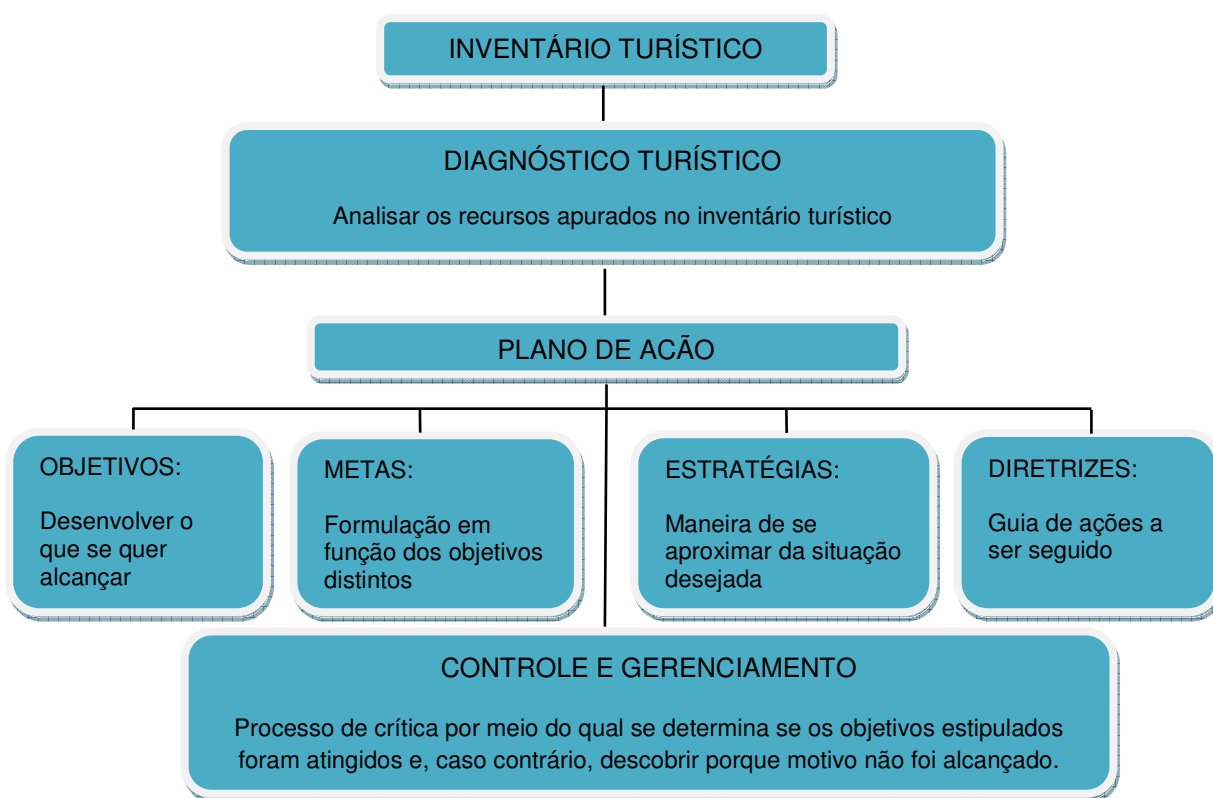 INVENTÁRIO TURÍSTICO
DIAGNÓSTICO TURÍSTICO
Analisar os recursos apurados no inventário turístico
PLANO DE ACÃO
OBJETIVOS:
Desenvolver o
que se quer
alcançar
METAS:
Formulação em
função dos objetivos
distintos
ESTRATÉGIAS:
Maneira de se
aproximar da situação
desejada
DIRETRIZES:
Guia de ações a
ser seguido
CONTROLE E GERENCIAMENTO
Processo de crítica por meio do qual se determina se os objetivos estipulados
foram atingidos e, caso contrário, descobrir porque motivo não foi alcançado.